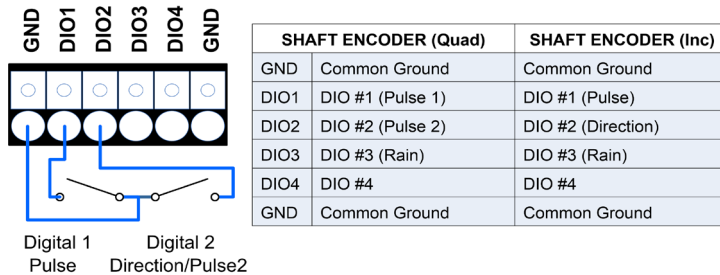 GND
DIO1
DIO2
DIO3
DIO4
GND
Digital 1
Pulse
Digital 2
Direction/Pulse2
SHAFT ENCODER (Quad) SHAFT ENCODER (Inc)
GND Common Ground Common Ground
DIO1 DIO #1 (Pulse 1) DIO #1 (Pulse)
DIO2 DIO #2 (Pulse 2) DIO #2 (Direction)
DIO3 DIO #3 (Rain) DIO #3 (Rain)
DIO4 DIO #4 DIO #4
GND Common Ground Common Ground